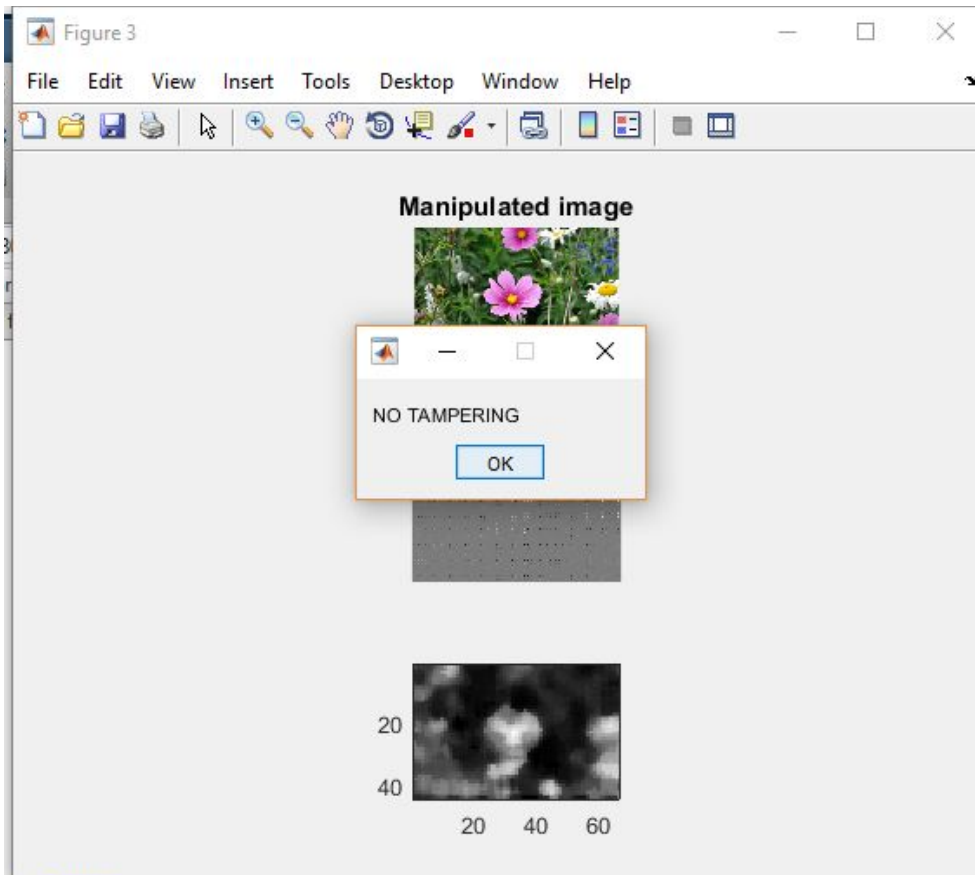 Figure 3
File Edit View Insert Tools Desktop Window Help
Manipulated image
NO TAMPERING
OK
20
40
20 40 60